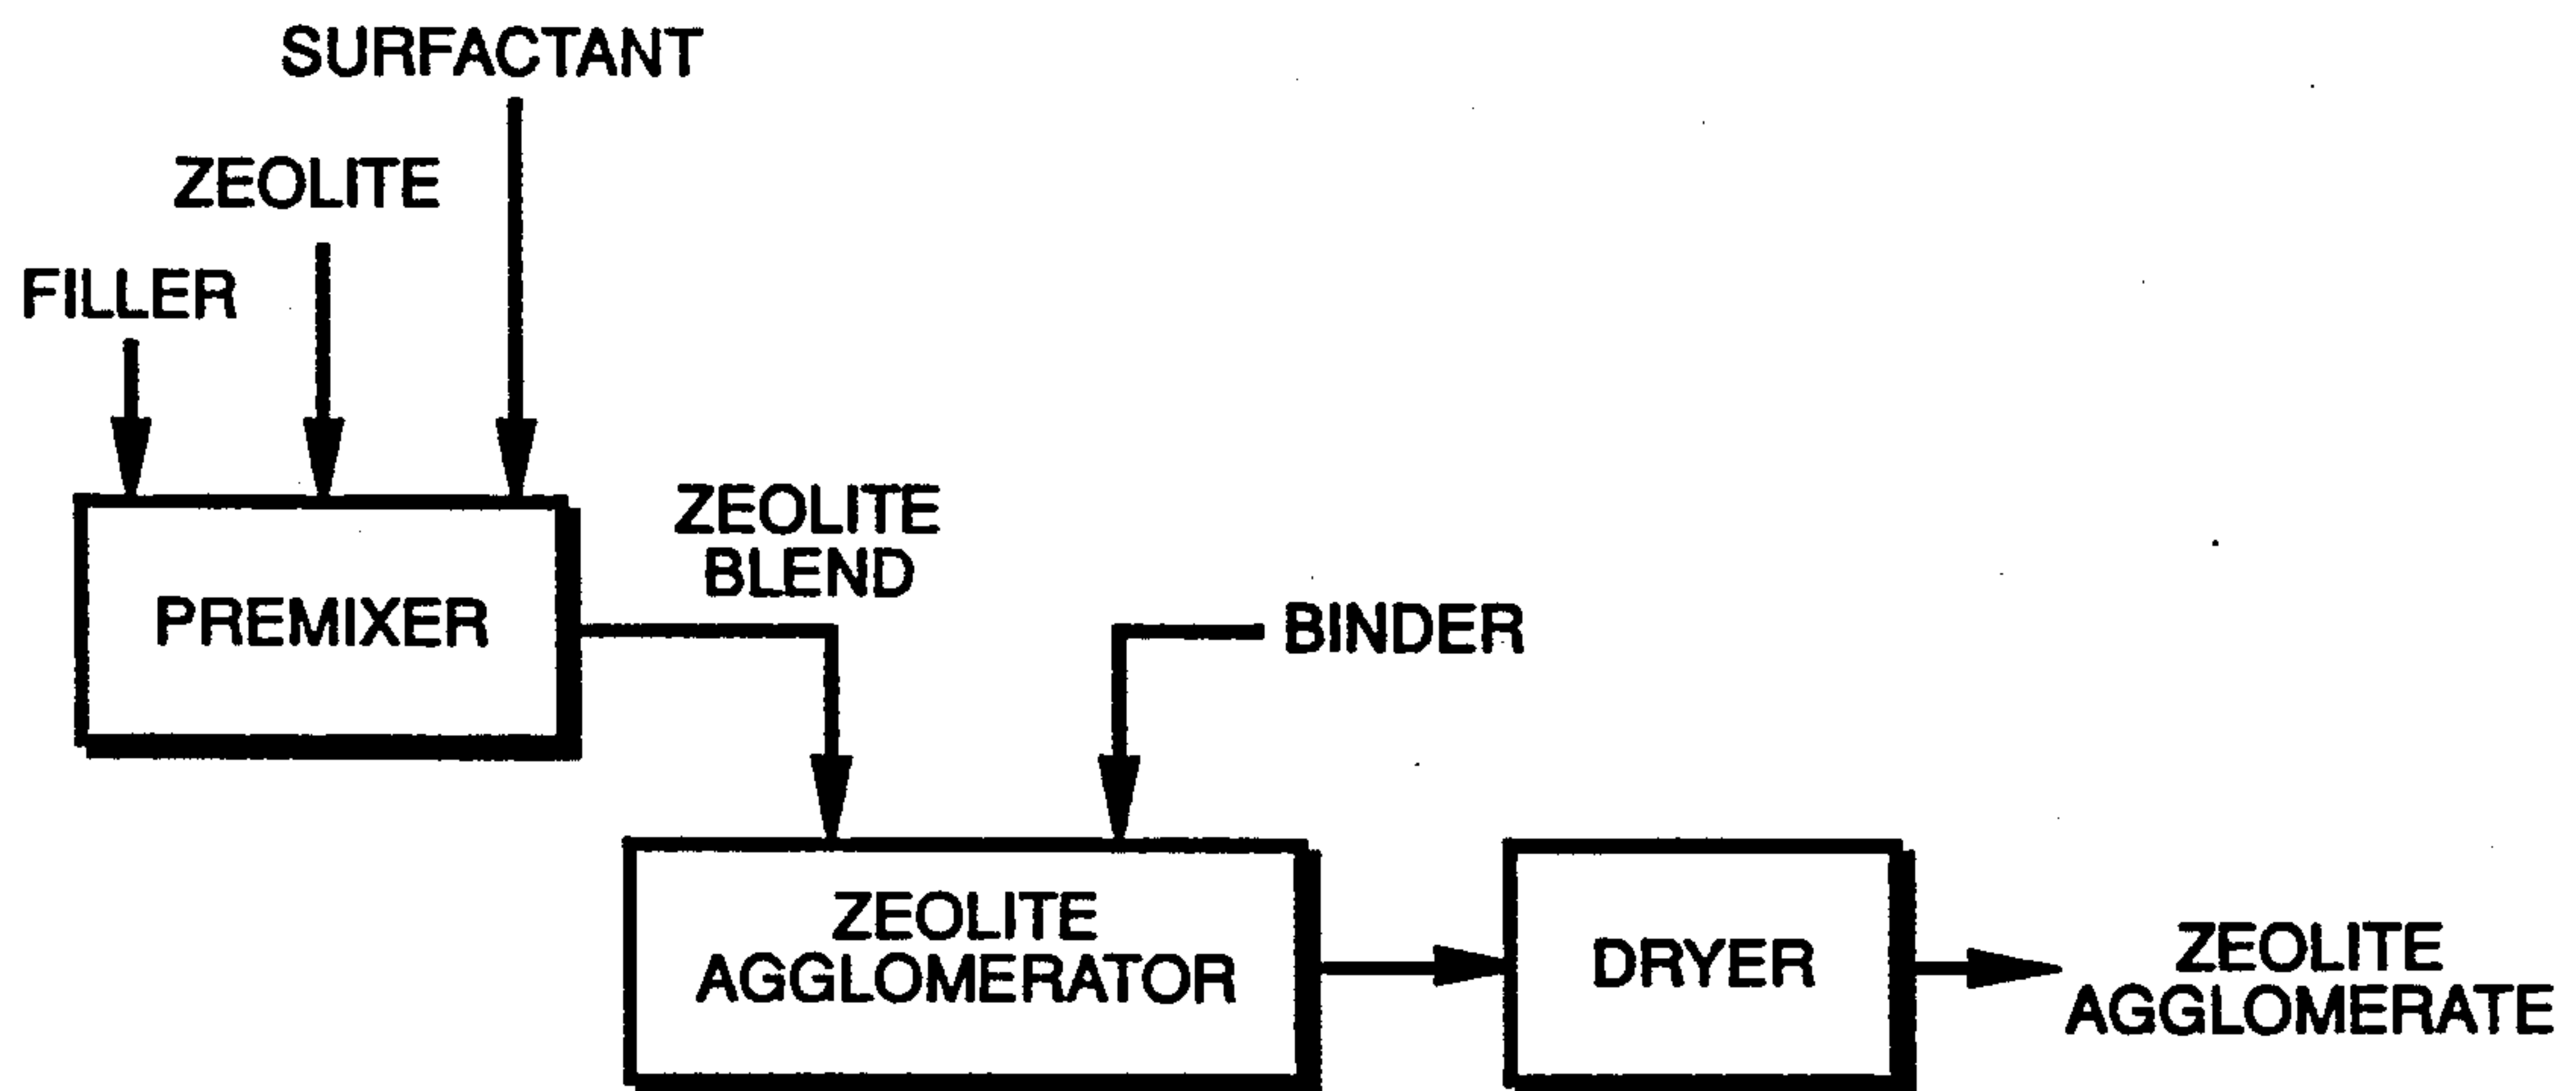 SURFACTANT
ZEOLITE
FILLER
ZEOLITE
BLEND
PREMIXER
BINDER
ZEOLITE
AGGLOMERATOR
DRYER
ZEOLITE
AGGLOMERATE